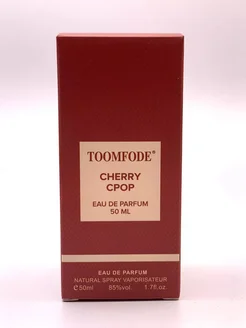 TOOMFODE®
CHERRY
CPOP
EAU DE PARFUM
50 ML
EAU DE PARFUM
NATURAL SPRAY VAPORISATEUR
℮50ml 85%vol. 1.7fl.oz